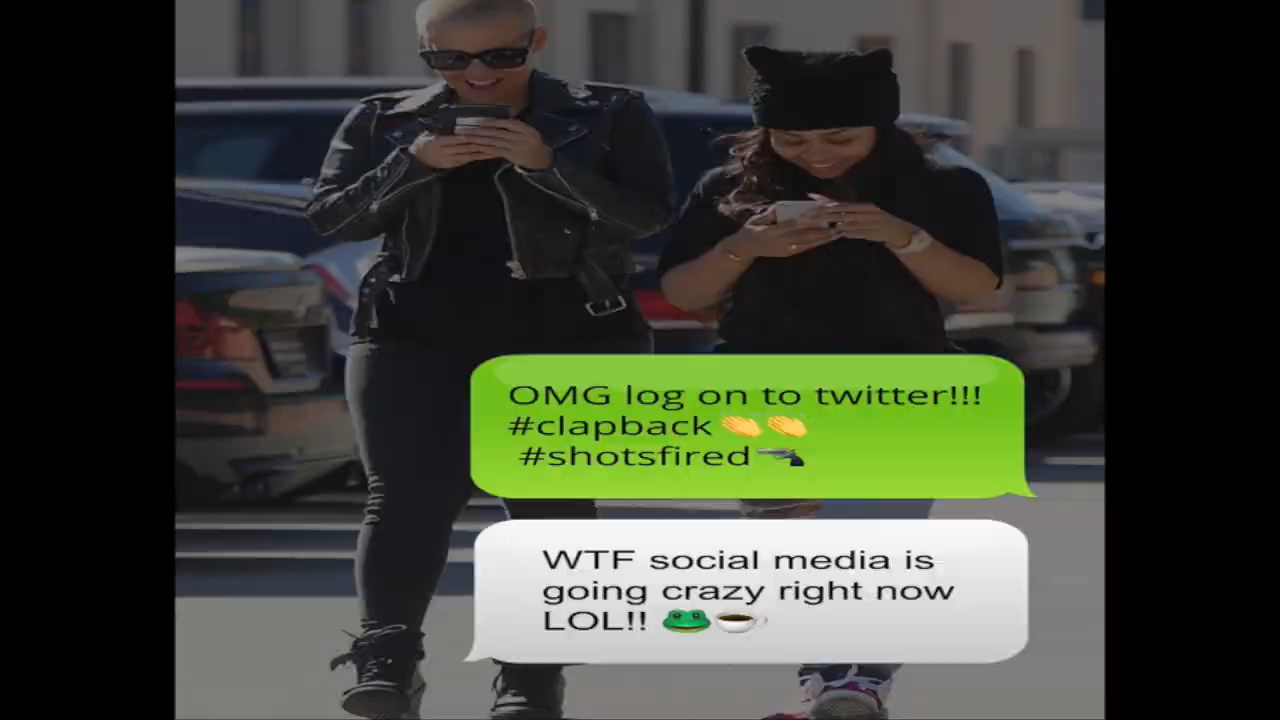 OMG log on to twitter!!!
#clapback 👏👏
#shotsfired 🔫
WTF social media is
going crazy right now
LOL!! 🐸☕